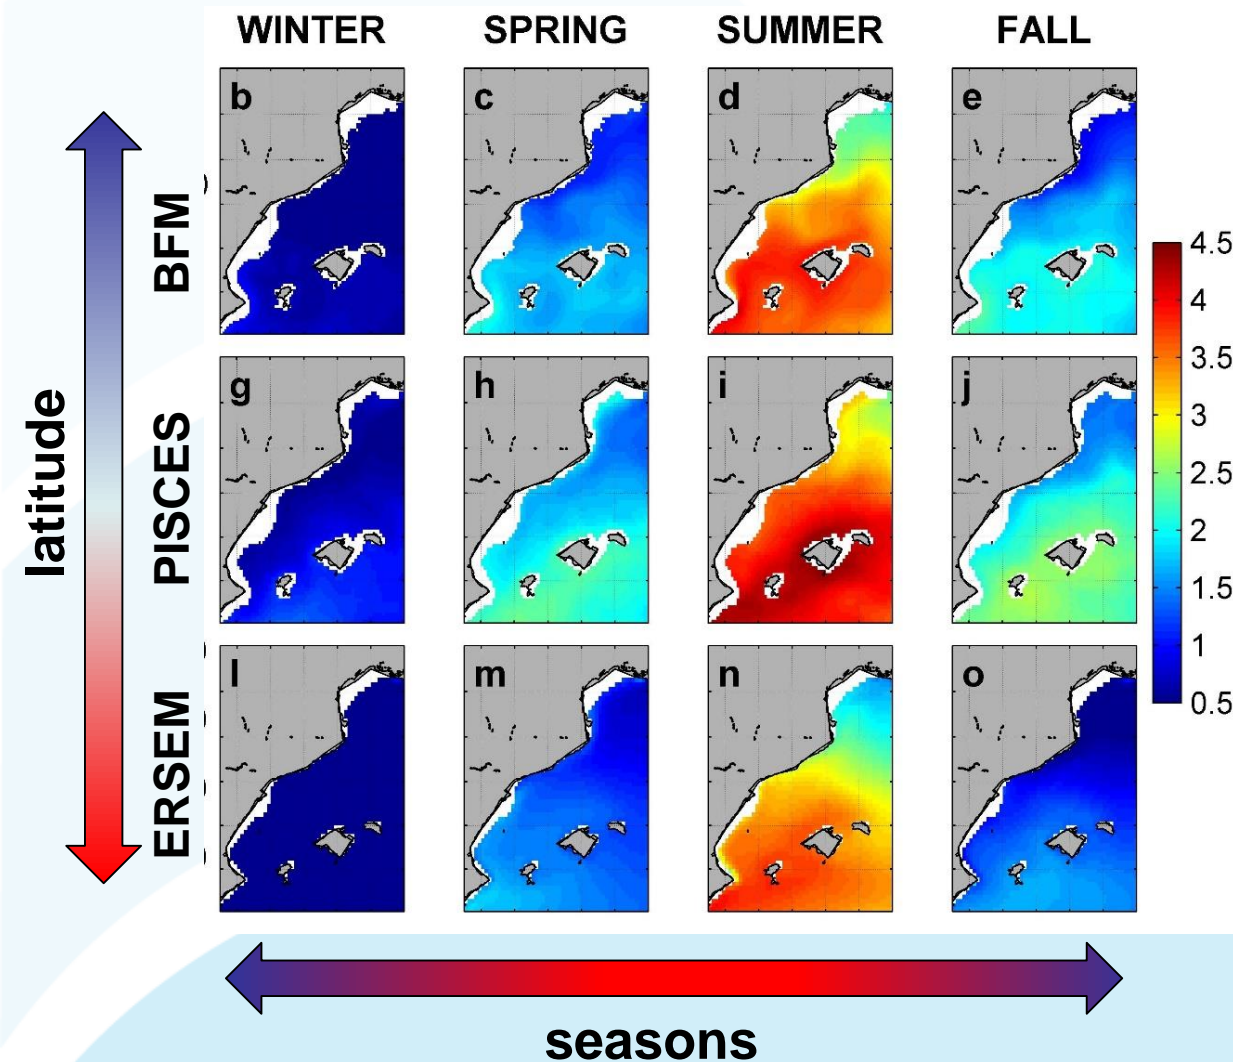 WINTER SPRING SUMMER FALL
b c d e
BFM
4.5
4
3.5
3
2.5
2
1.5
1
0.5
g h i j
PISCES
latitude
l m n o
ERSEM
seasons